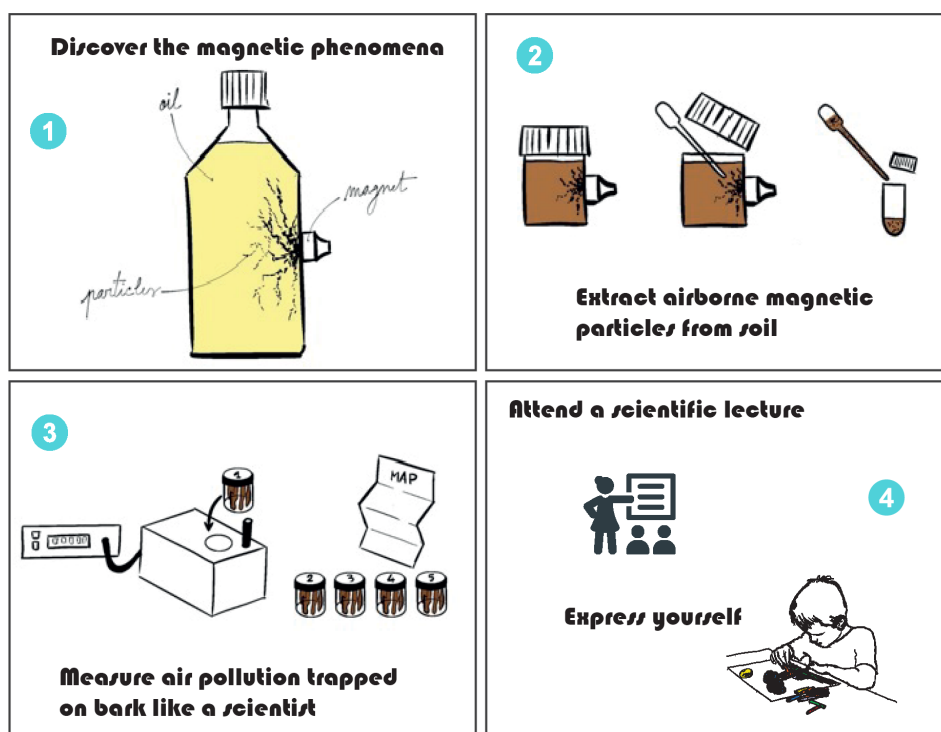 Discover the magnetic phenomena
1
oil
magnet
particles
2
Extract airborne magnetic
particles from soil
3
1
MAP
00000
2 3 4 5
Measure air pollution trapped
on bark like a scientist
Attend a scientific lecture
4
Express yourself